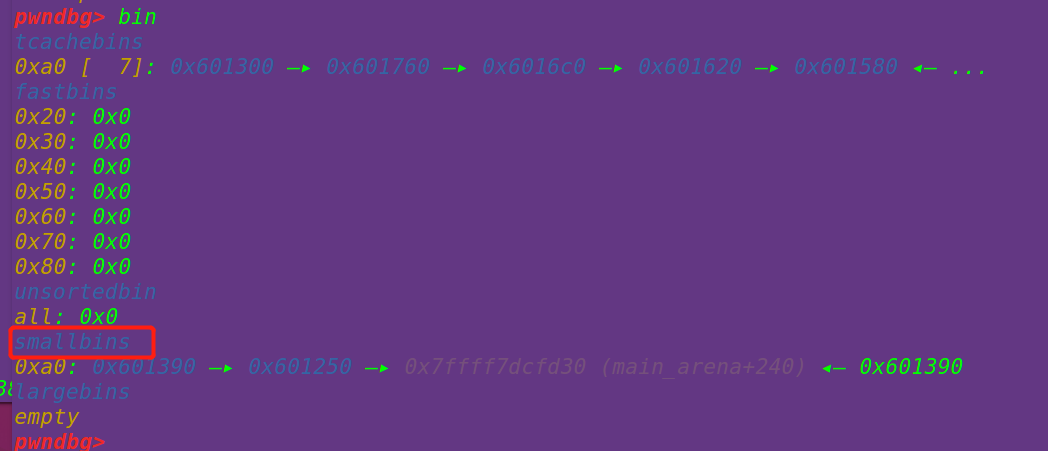 pwndbg> bin
tcachebins
0xa0 [  7]: 0x601300 —▸ 0x601760 —▸ 0x6016c0 —▸ 0x601620 —▸ 0x601580 ◂— ...
fastbins
0x20: 0x0
0x30: 0x0
0x40: 0x0
0x50: 0x0
0x60: 0x0
0x70: 0x0
0x80: 0x0
unsortedbin
all: 0x0
smallbins
0xa0: 0x601390 —▸ 0x601250 —▸ 0x7ffff7dcfd30 (main_arena+240) ◂— 0x601390
largebins
empty
pwndbg>